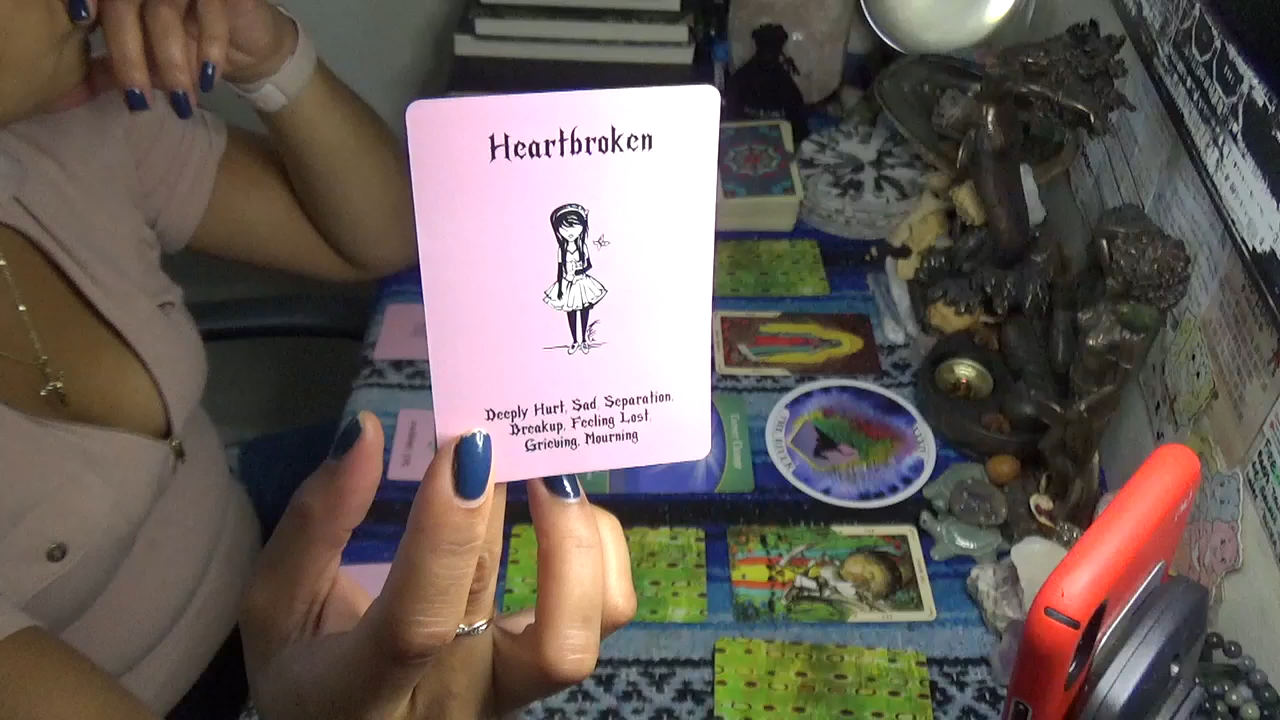 Heartbroken
Deeply Hurt, Sad, Separation,
Breakup, Feeling Lost,
Grieving, Mourning